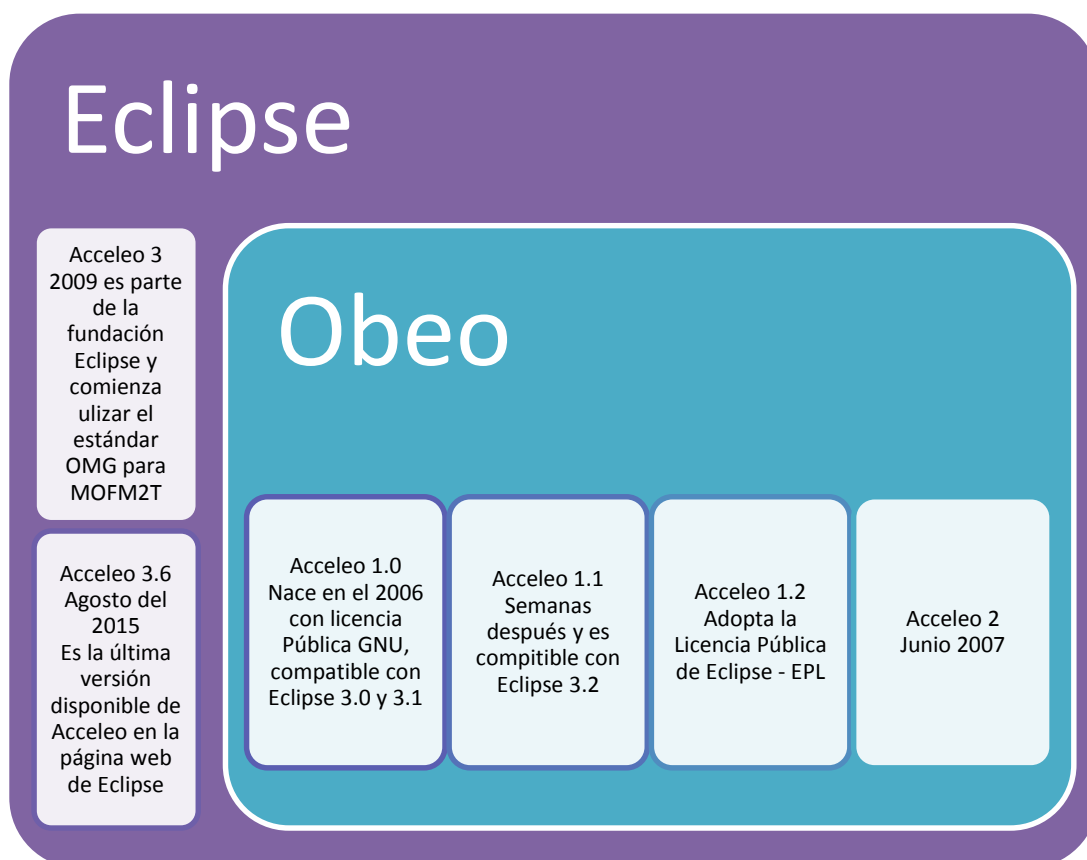 Eclipse
Acceleo 3
2009 es parte
de la
fundación
Eclipse y
comienza
ulizar el
estándar
OMG para
MOFM2T
Acceleo 3.6
Agosto del
2015
Es la última
versión
disponible de
Acceleo en la
página web
de Eclipse
Obeo
Acceleo 1.0
Nace en el 2006
con licencia
Pública GNU,
compatible con
Eclipse 3.0 y 3.1
Acceleo 1.1
Semanas
después y es
compitible con
Eclipse 3.2
Acceleo 1.2
Adopta la
Licencia Pública
de Eclipse - EPL
Acceleo 2
Junio 2007